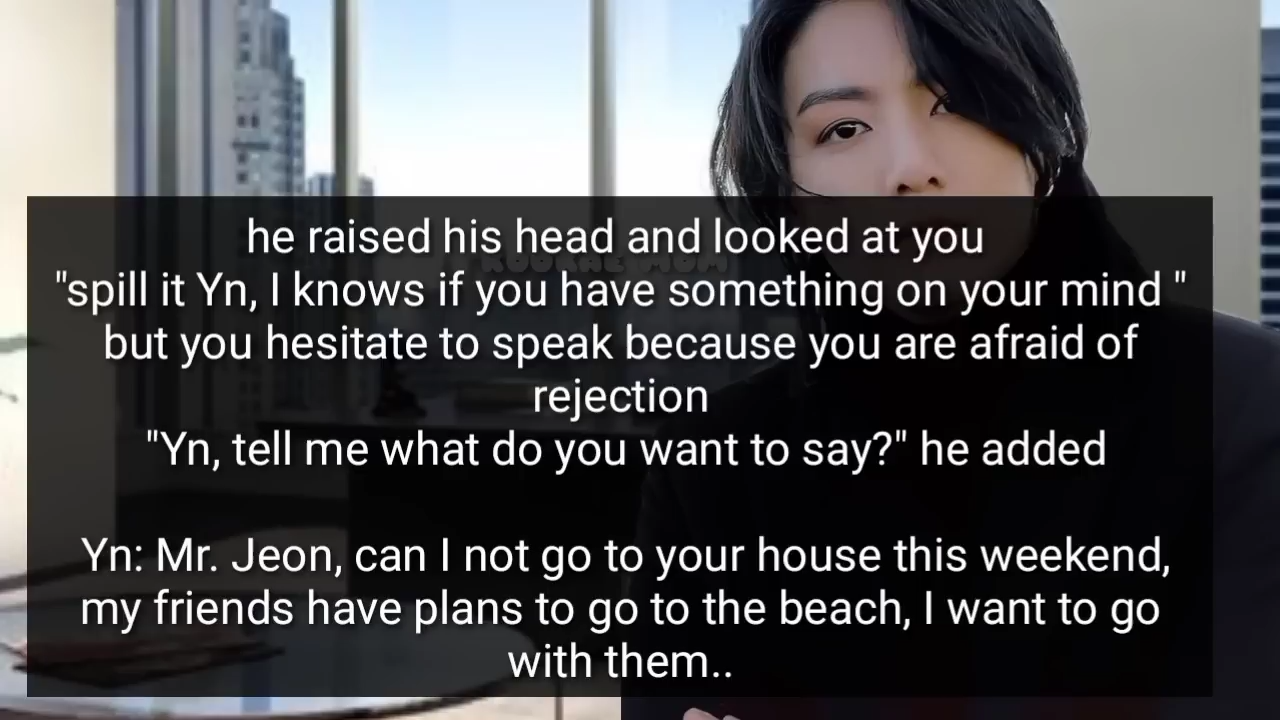 he raised his head and looked at you
"spill it Yn, I knows if you have something on your mind "
but you hesitate to speak because you are afraid of
rejection
"Yn, tell me what do you want to say?" he added
Yn: Mr. Jeon, can I not go to your house this weekend,
my friends have plans to go to the beach, I want to go
with them..